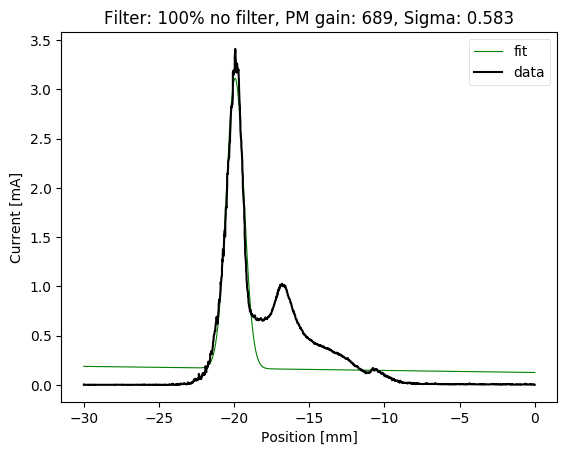 Filter: 100% no filter, PM gain: 689, Sigma: 0.583
fit
data
Current [mA]
3.5
3.0
2.5
2.0
1.5
1.0
0.5
0.0
−30 −25 −20 −15 −10 −5 0
Position [mm]